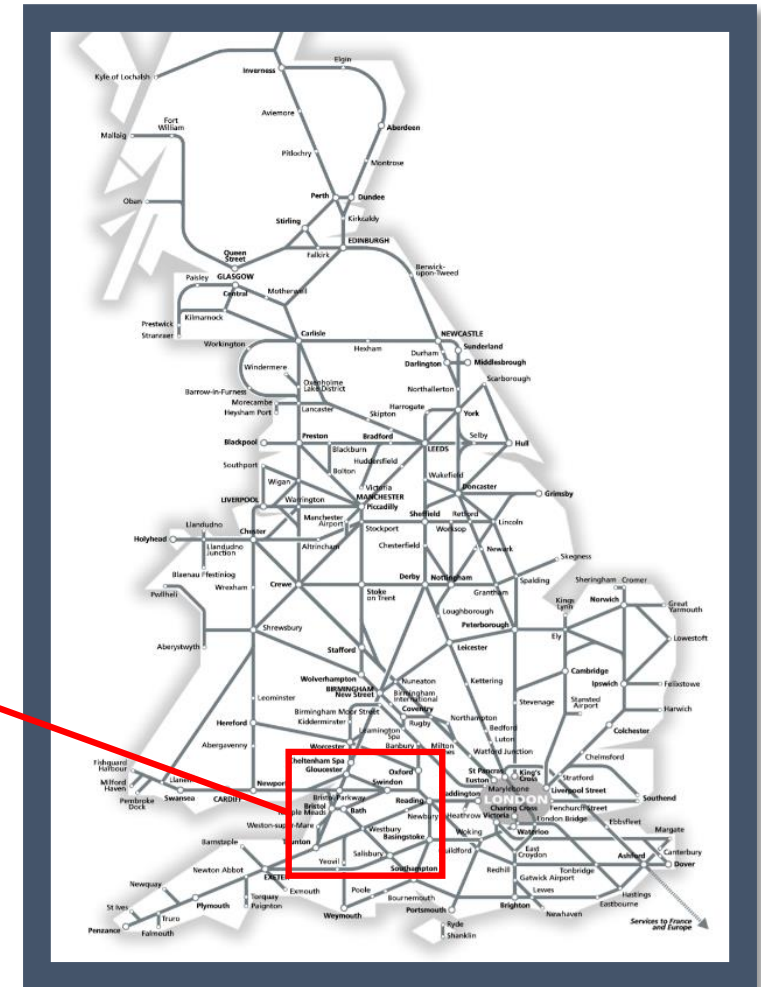 Elgin
Inverness
Kyle of Lochalsh
Aviemore
Fort
William
Mallaig
Aberdeen
Pitlochry
Montrose
Perth
Dundee
Oban
Kirkcaldy
Stirling
EDINBURGH
Queen
Street
Falkirk
Berwick-
upon-Tweed
Paisley
GLASGOW
Central
Motherwell
Prestwick
Kilmarnock
Stranraer
Carlisle
NEWCASTLE
Workington
Hexham
Sunderland
Durham
Darlington
Middlesbrough
Windermere
Scarborough
Oxenholme
Lake District
Barrow-in-Furness
Northallerton
Morecambe
Harrogate
Heysham Port
Lancaster
Skipton
York
Blackpool
Preston
Bradford
Selby
Hull
Blackburn
LEEDS
Southport
Huddersfield
Bolton
Wakefield
Wigan
Victoria
Doncaster
MANCHESTER
Grimsby
LIVERPOOL
Warrington
Piccadilly
Manchester
Airport
Sheffield
Retford
Llandudno
Stockport
Lincoln
Holyhead
Chester
Worksop
Llandudno
Junction
Altrincham
Chesterfield
Newark
Skegness
Blaenau Ffestiniog
Crewe
Derby
Nottingham
Spalding
Sheringham
Cromer
Pwllheli
Wrexham
Stoke
on Trent
Grantham
Kings
Lynn
Norwich
Great
Yarmouth
Loughborough
Peterborough
Shrewsbury
Ely
Lowestoft
Aberystwyth
Stafford
Leicester
Cambridge
Wolverhampton
Nuneaton
Kettering
Ipswich
Felixstowe
BIRMINGHAM
New Street
Birmingham
International
Leominster
Stevenage
Stansted
Airport
Harwich
Birmingham Moor Street
Coventry
Kidderminster
Rugby
Northampton
Hereford
Leamington
Spa
Bedford
Colchester
Abergavenny
Worcester
Banbury
Milton
Luton
Watford Junction
Chelmsford
Fishguard
Harbour
Cheltenham Spa
Gloucester
Oxford
St Pancras
King's
Cross
Milford
Haven
Swindon
Euston
Stratford
Newport
Marylebone
Liverpool Street
Pembroke
Dock
Swansea
CARDIFF
Bristol Parkway
Reading
Paddington
LONDON
Southend
Bristol
Temple Meads
Bath
Charing Cross
Fenchurch Street
Newbury
Heathrow
Victoria
London Bridge
Ebbsfleet
Weston-super-Mare
Westbury
Woking
Waterloo
Margate
Barnstaple
Taunton
Basingstoke
Guildford
East
Croydon
Canterbury
Yeovil
Salisbury
Ashford
Dover
Newton Abbot
EXETER
Southampton
Redhill
Tonbridge
Gatwick Airport
Newquay
Exmouth
Poole
Lewes
Hastings
Torquay
Paignton
Bournemouth
Eastbourne
St Ives
Plymouth
Portsmouth
Brighton
Newhaven
Truro
Weymouth
Ryde
Services to France
and Europe
Penzance
Falmouth
Shanklin